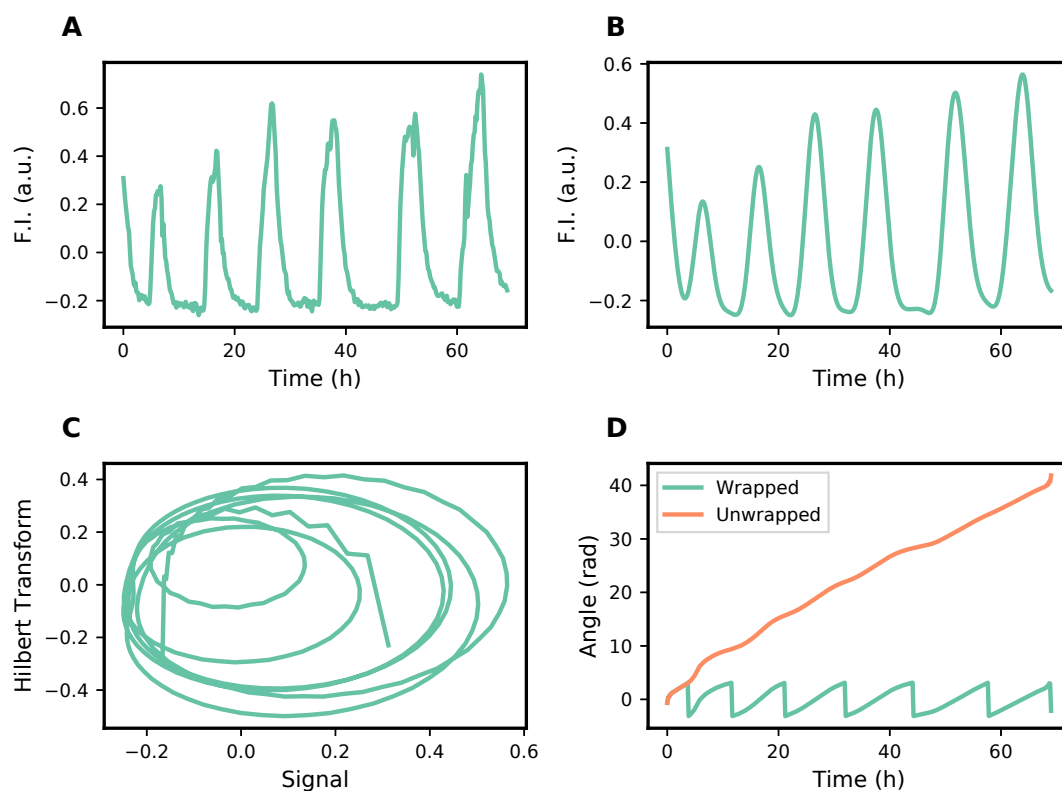 A
F.I. (a.u.)
0.6
0.4
0.2
0.0
−0.2
0 20 40 60
Time (h)
B
F.I. (a.u.)
0.6
0.4
0.2
0.0
−0.2
0 20 40 60
Time (h)
C
Hilbert Transform
0.4
0.2
0.0
−0.2
−0.4
−0.2 0.0 0.2 0.4 0.6
Signal
D
Angle (rad)
40
30
20
10
0
Wrapped
Unwrapped
0 20 40 60
Time (h)